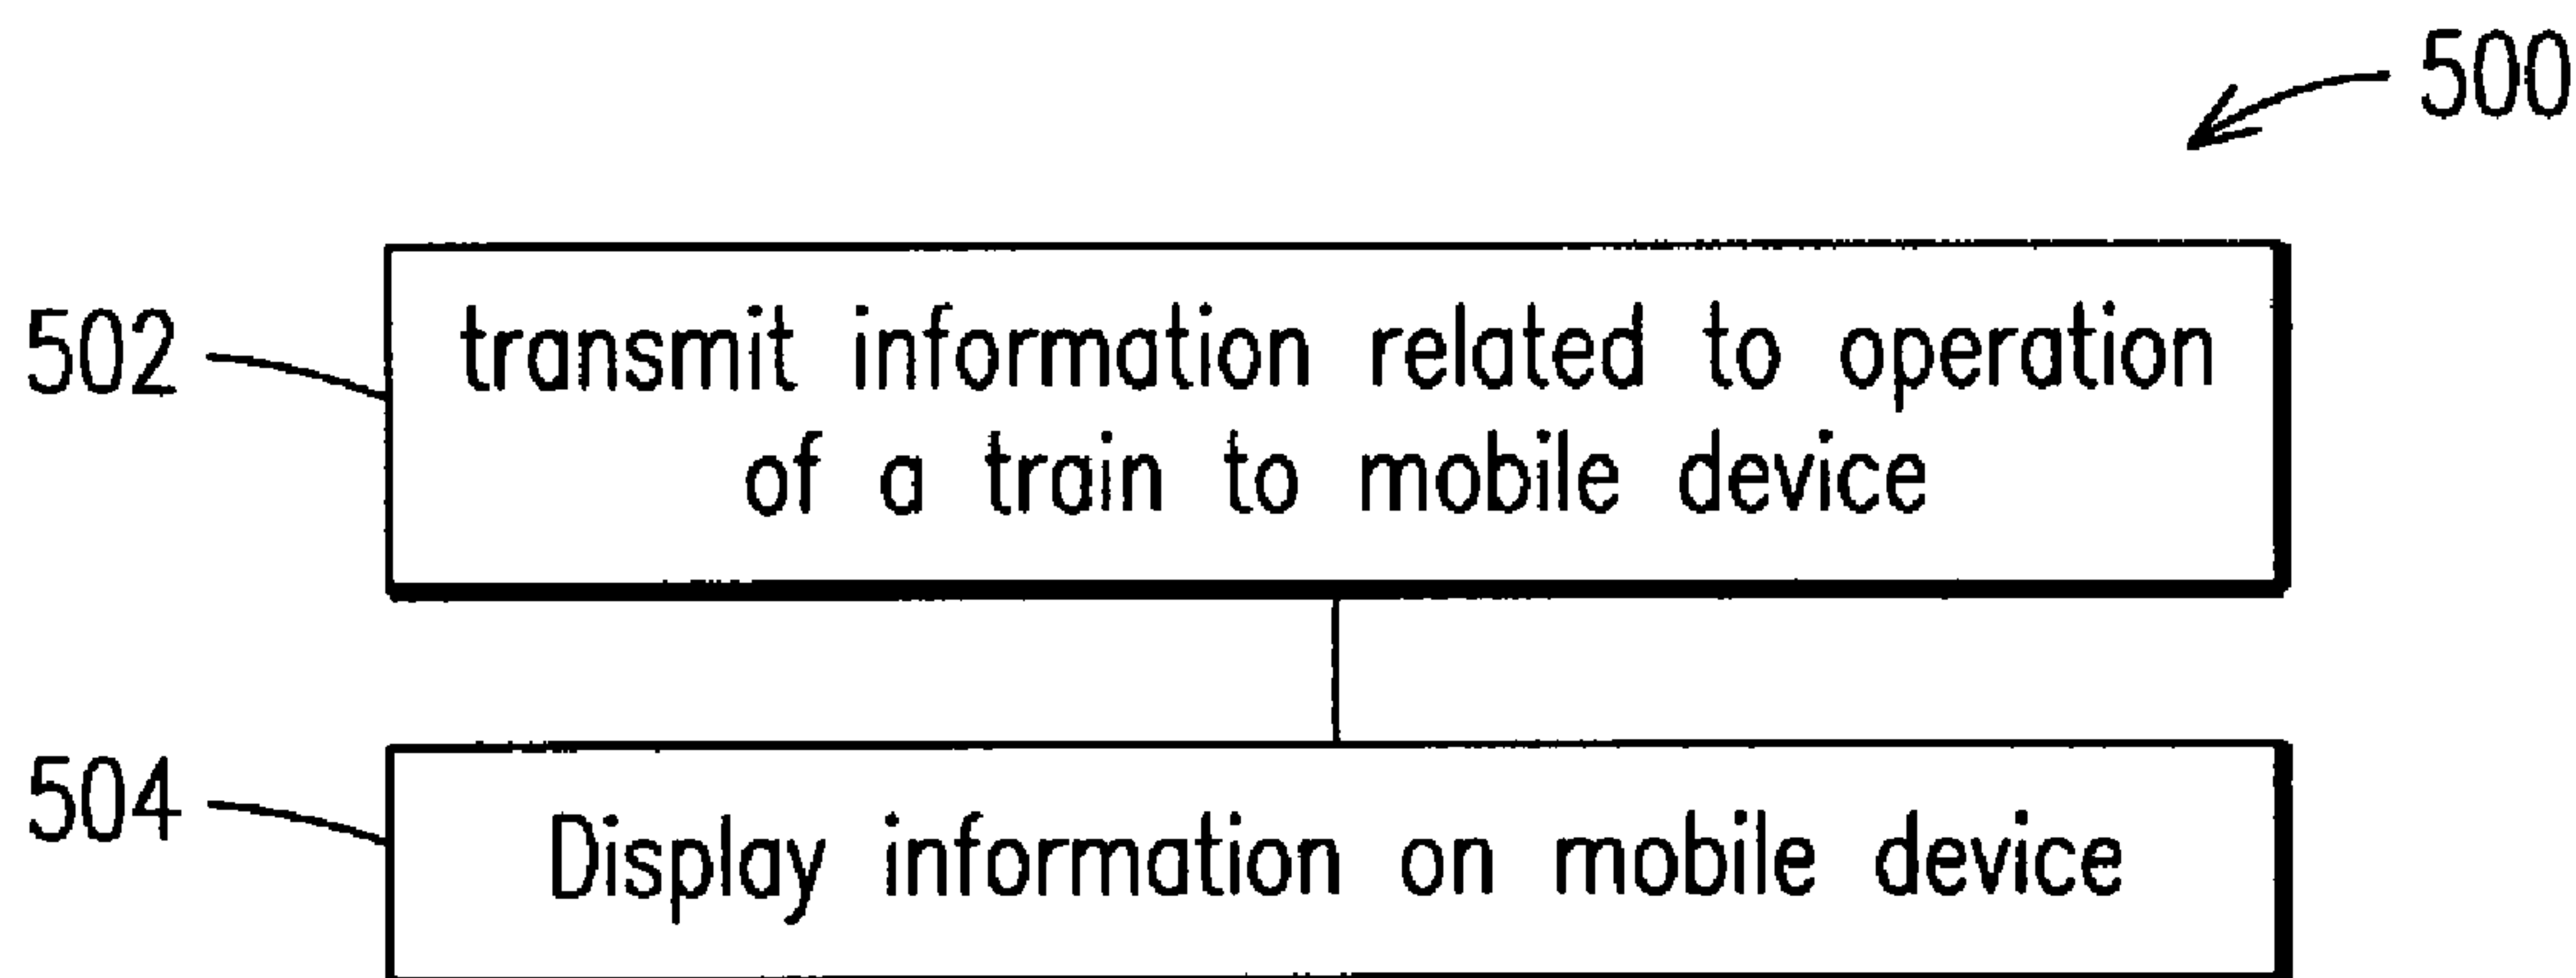 500
502
transmit information related to operation
of a train to mobile device
504
Display information on mobile device